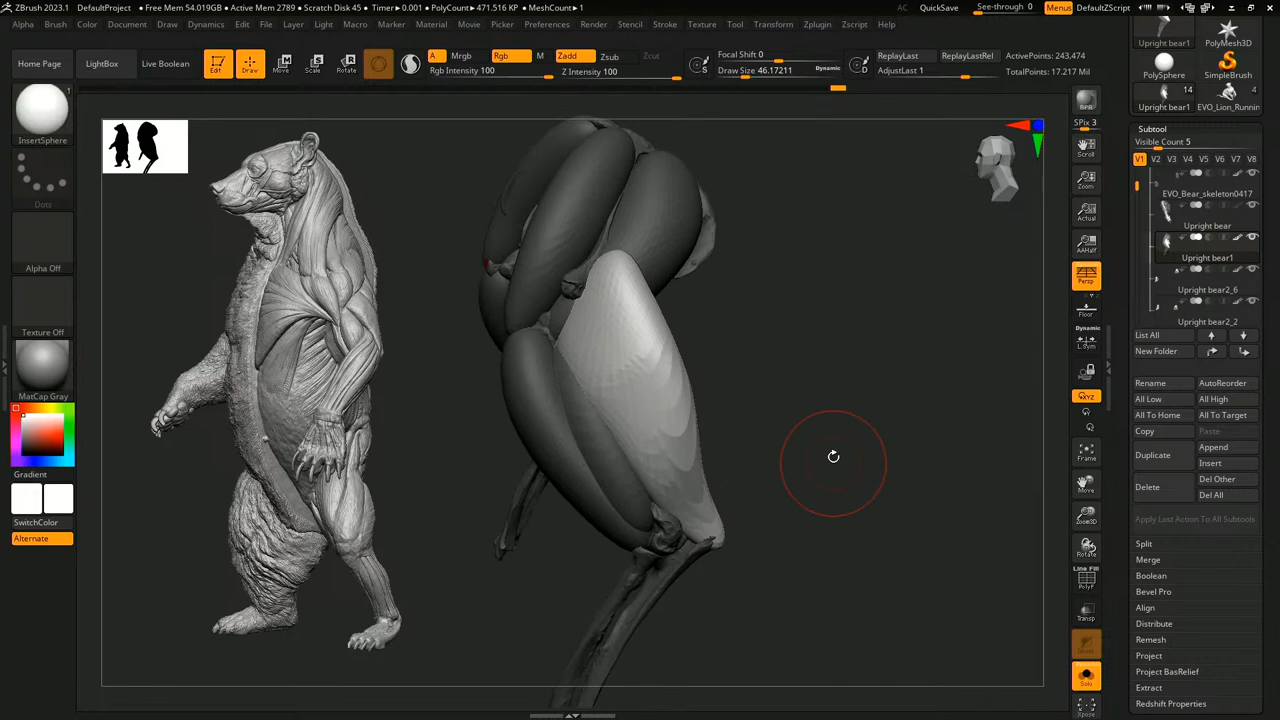 ZBrush 2023.1 DefaultProject • Free Mem 54.019GB • Active Mem 2789 • Scratch Disk 45 • Timer▶0.001 • PolyCount▶471.516 KP • MeshCount▶1
QuickSave See-through 0 Menus DefaultZScript
Alpha Brush Color Document Draw Dynamics Edit File Layer Light Macro Marker Material Movie Picker Preferences Render Stencil Stroke Texture Tool Transform Zplugin Zscript Help
Home Page LightBox Live Boolean
Edit Draw Move Scale Rotate
A Mrgb Rgb M Zadd Zsub Zcut
Rgb Intensity 100 Z Intensity 100
Focal Shift 0
Draw Size 46.17211 Dynamic
S D
ReplayLast ReplayLastRel
AdjustLast 1
ActivePoints: 243,474
TotalPoints: 17.217 Mil
1
InsertSphere
Dots
Alpha Off
Texture Off
MatCap Gray
Gradient
SwitchColor
Alternate
BPR
SPix 3
Scroll
Zoom
Actual
AAHalf
Persp
Floor
Dynamic
L.Sym
XYZ
Frame
Move
Zoom3D
Rotate
Line Fill
PolyF
Transp
Solo
Xpose
Upright bear1 PolyMesh3D
PolySphere SimpleBrush
14 4
Upright bear1 EVO_Lion_Runnin
Subtool
Visible Count 5
V1 V2 V3 V4 V5 V6 V7 V8
EVO_Bear_skeleton0417
Upright bear
Upright bear1
Upright bear2_6
Upright bear2_2
List All
New Folder
Rename AutoReorder
All Low All High
All To Home All To Target
Copy Paste
Duplicate Append
Insert
Delete Del Other
Del All
Apply Last Action To All Subtools
Split
Merge
Boolean
Bevel Pro
Align
Distribute
Remesh
Project
Project BasRelief
Extract
Redshift Properties